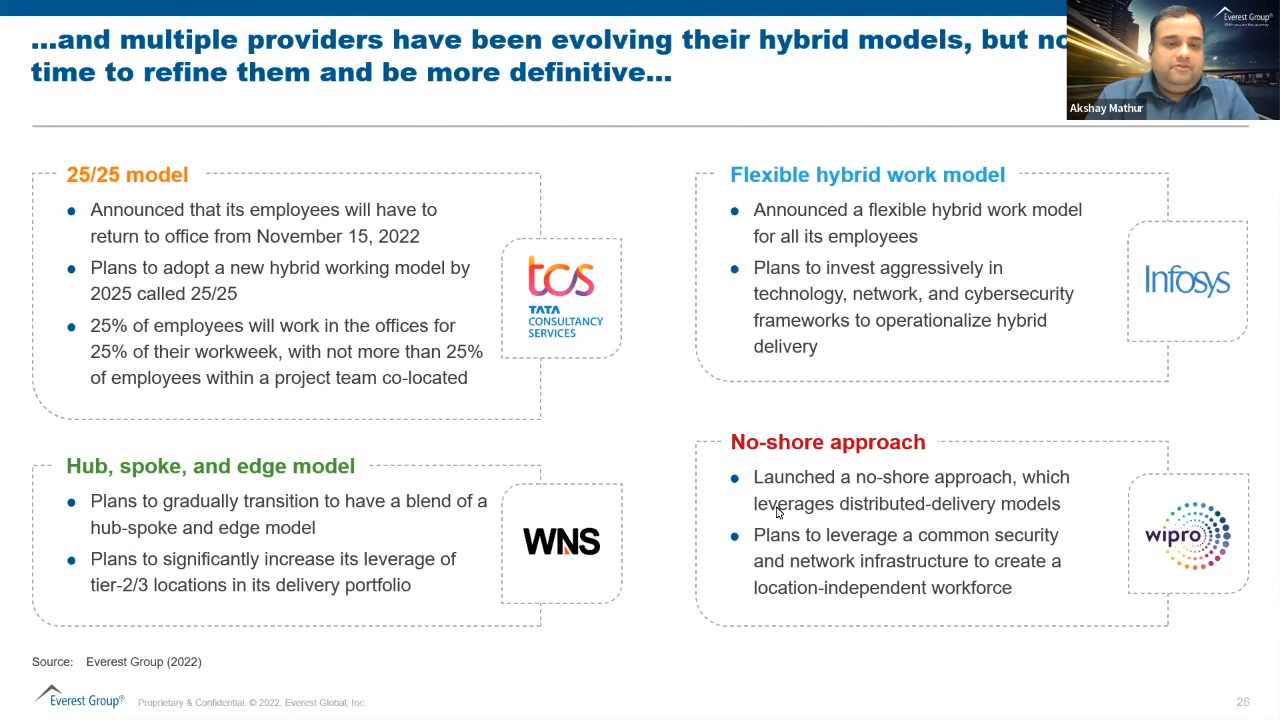 ...and multiple providers have been evolving their hybrid models, but
time to refine them and be more definitive...
Everest Group®
Akshay Mathur
25/25 model
Announced that its employees will have to
return to office from November 15, 2022
Plans to adopt a new hybrid working model by
2025 called 25/25
25% of employees will work in the offices for
25% of their workweek, with not more than 25%
of employees within a project team co-located
tcs
TATA
CONSULTANCY
SERVICES
Flexible hybrid work model
Announced a flexible hybrid work model
for all its employees
Plans to invest aggressively in
technology, network, and cybersecurity
frameworks to operationalize hybrid
delivery
Infosys
Hub, spoke, and edge model
Plans to gradually transition to have a blend of a
hub-spoke and edge model
Plans to significantly increase its leverage of
tier-2/3 locations in its delivery portfolio
WNS
No-shore approach
Launched a no-shore approach, which
leverages distributed-delivery models
Plans to leverage a common security
and network infrastructure to create a
location-independent workforce
wipro
Source: Everest Group (2022)
Everest Group® Proprietary & Confidential. © 2022, Everest Global, Inc.
26